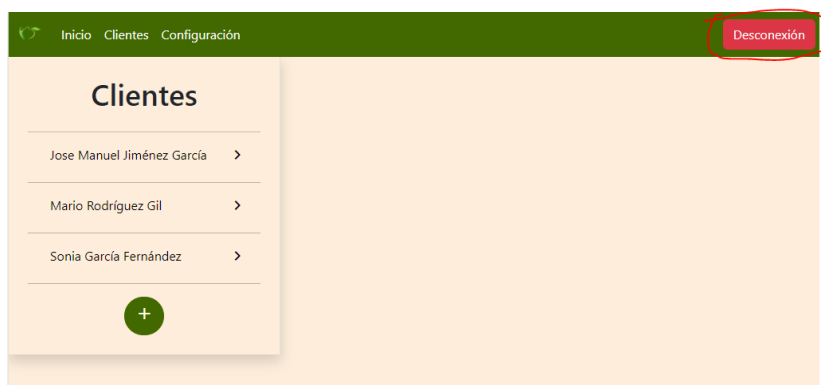 Inicio Clientes Configuración Desconexión
Clientes
Jose Manuel Jiménez García
Mario Rodríguez Gil
Sonia García Fernández
+